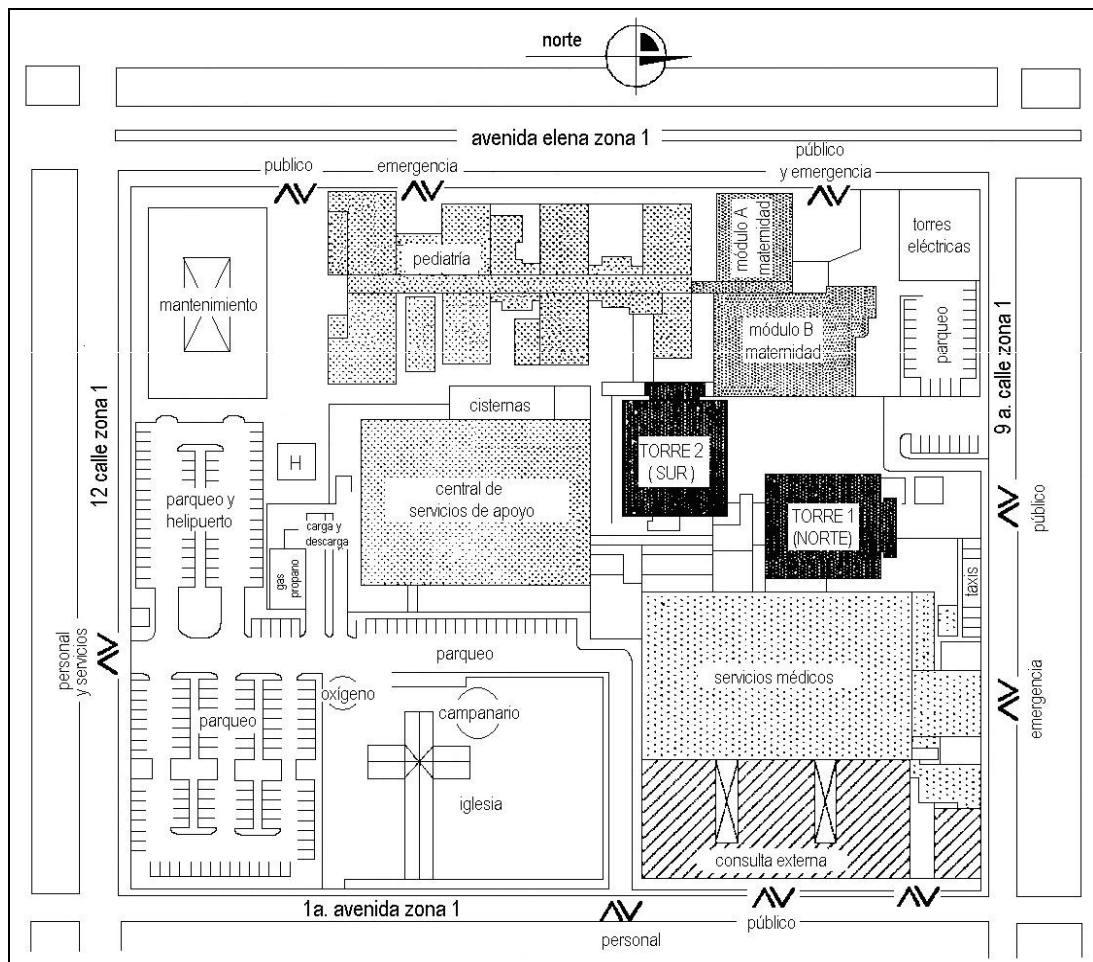 norte
avenida elena zona 1
publico
emergencia
público
y emergencia
módulo A
maternidad
torres
eléctricas
pediatría
mantenimiento
módulo B
maternidad
parqueo
9 a. calle zona 1
12 calle zona 1
cisternas
TORRE 2
( SUR )
H
central de
servicios de apoyo
parqueo y
helipuerto
carga y
descarga
TORRE 1
(NORTE)
público
gas
propano
taxis
personal
y servicios
parqueo
servicios médicos
emergencia
oxígeno
campanario
parqueo
iglesia
consulta externa
1a. avenida zona 1
público
personal